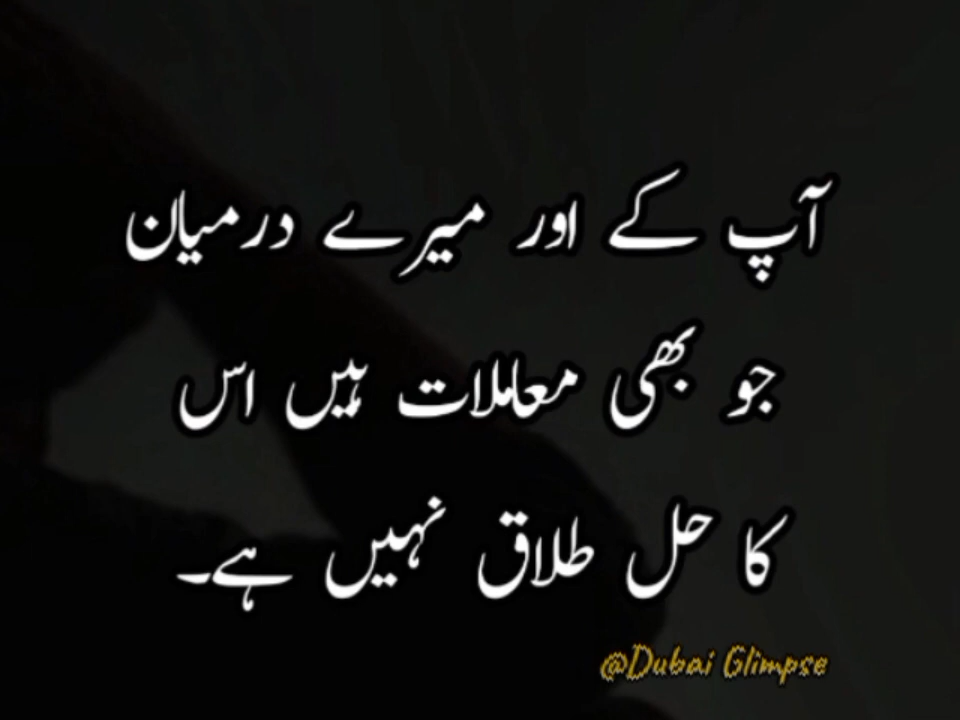 آپ کے اور میرے درمیان
جو بھی معاملات ہیں اس
کا حل طلاق نہیں ہے۔
@Dubai Glimpse